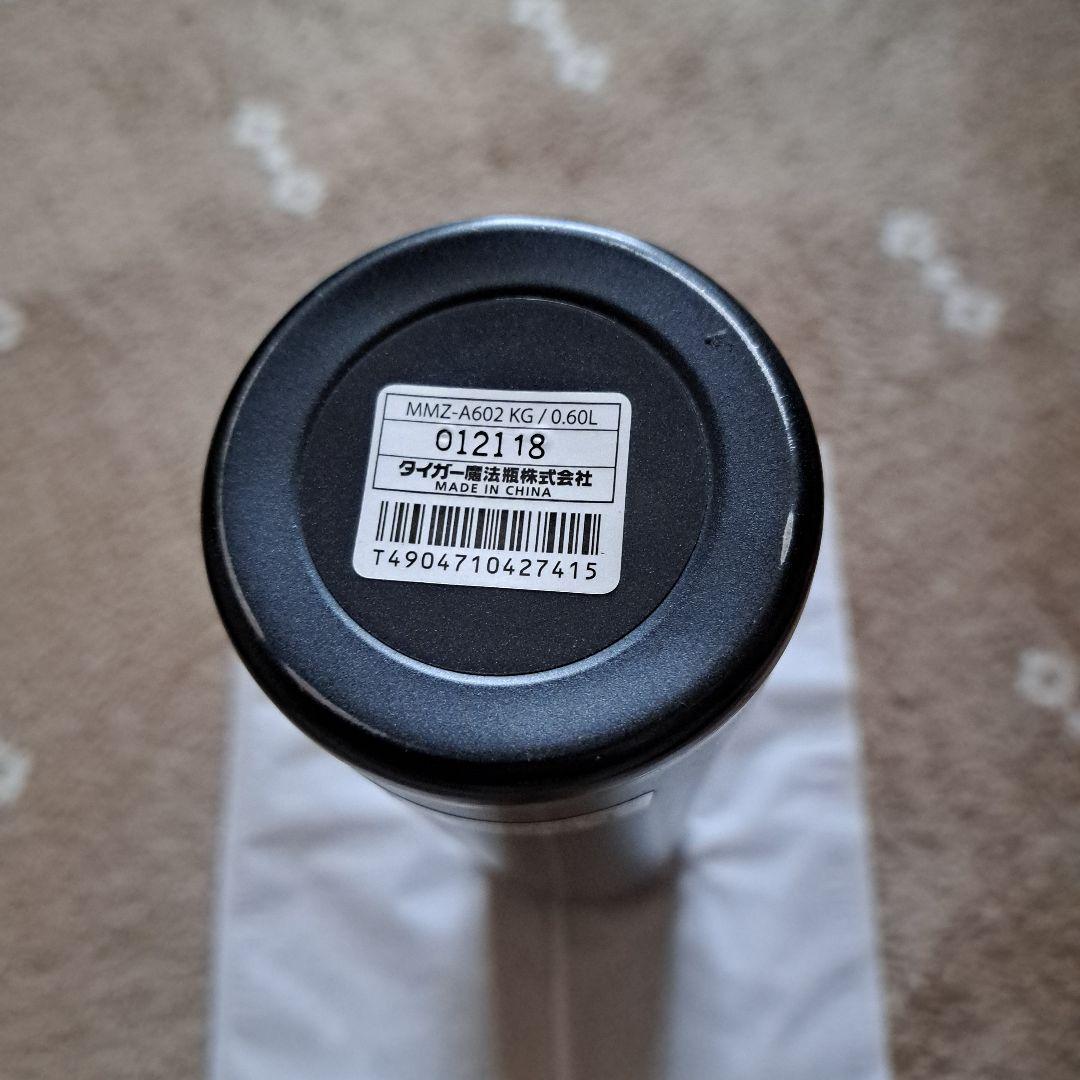 MMZ-A602 KG / 0.60L
012118
タイガー魔法瓶株式会社
MADE IN CHINA
T4904710427415